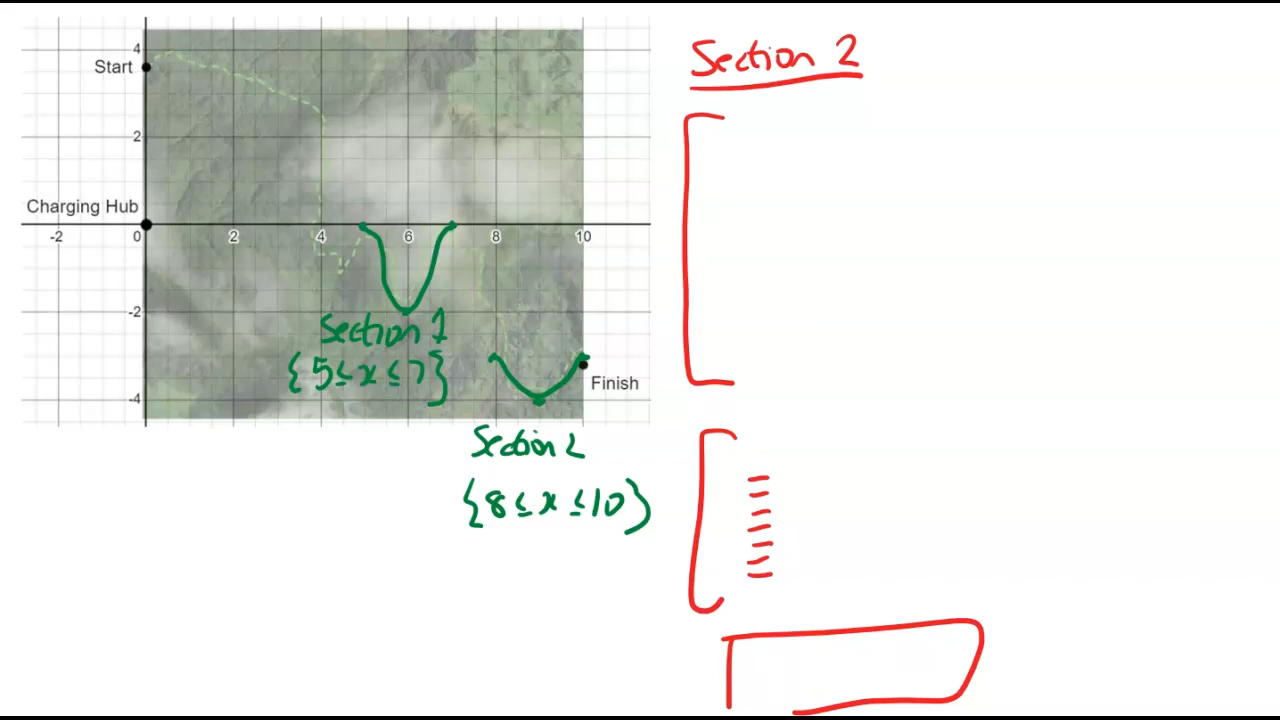 4
Start
2
Charging Hub
-2 0 2 4 6 8 10
-2
Section 1
{5≤x≤7}
Finish
-4
Section 2
{8≤x≤10}
Section 2